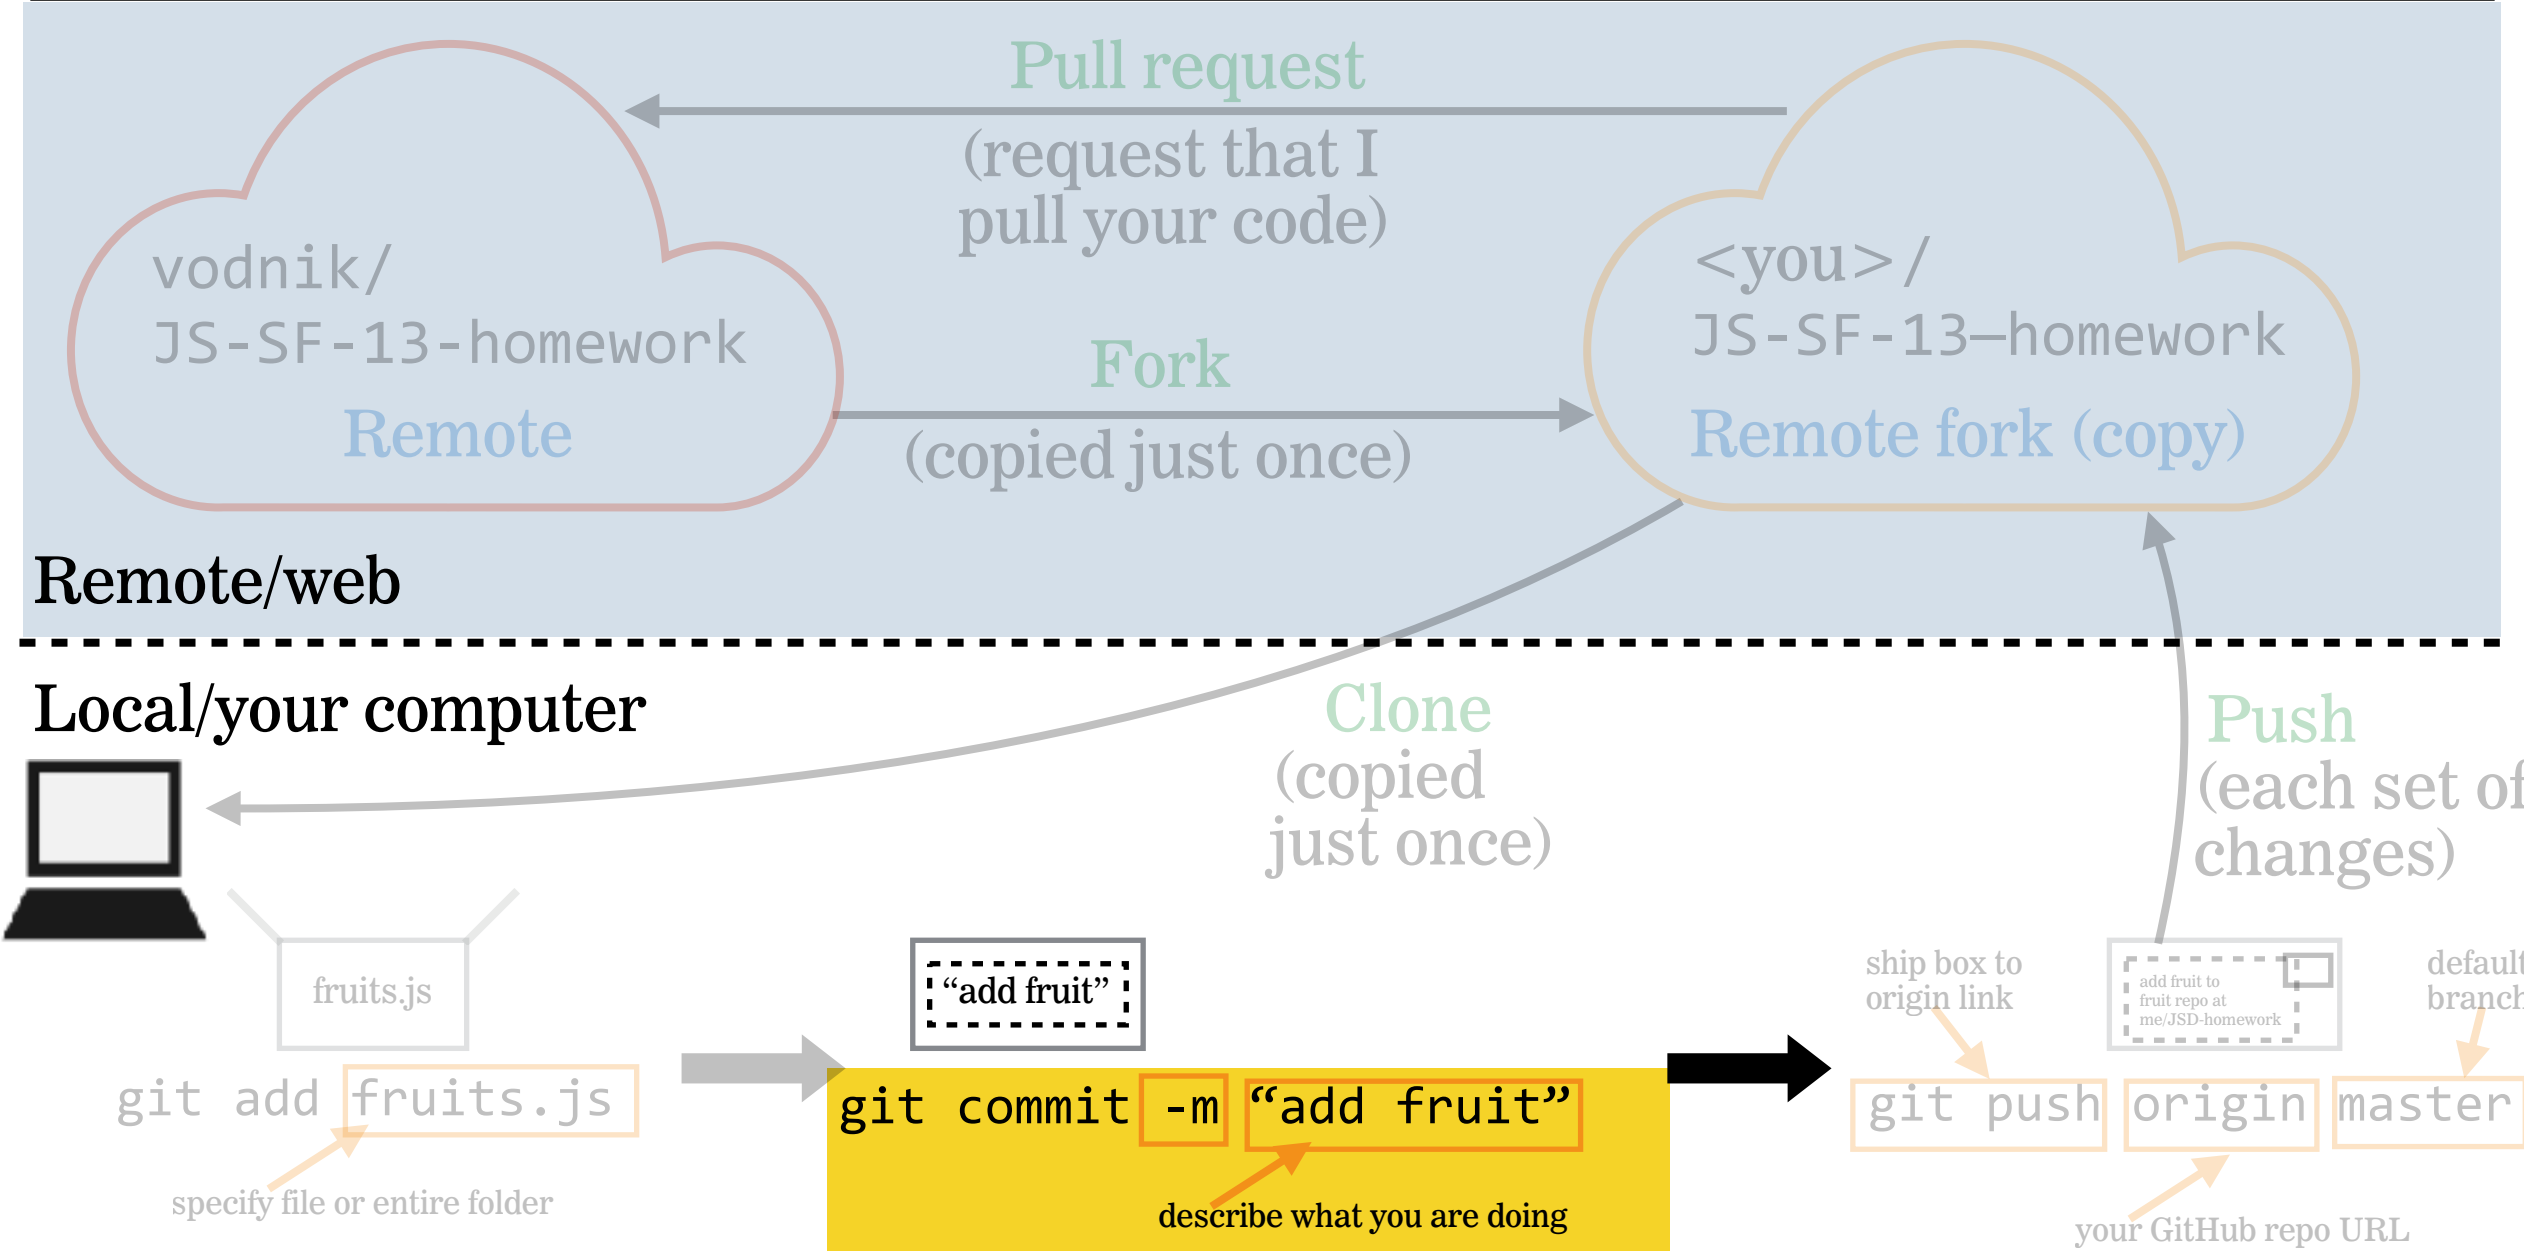 Pull request
(request that I
pull your code)
vodnik/
JS-SF-13-homework
Remote
Fork
(copied just once)
<you>/
JS-SF-13—homework
Remote fork (copy)
Remote/web
Local/your computer
Clone
(copied
just once)
Push
(each set of
changes)
fruits.js
git add fruits.js
specify file or entire folder
“add fruit”
git commit -m “add fruit”
describe what you are doing
ship box to
origin link
add fruit to
fruit repo at
me/JSD-homework
default
branch
git push origin master
your GitHub repo URL